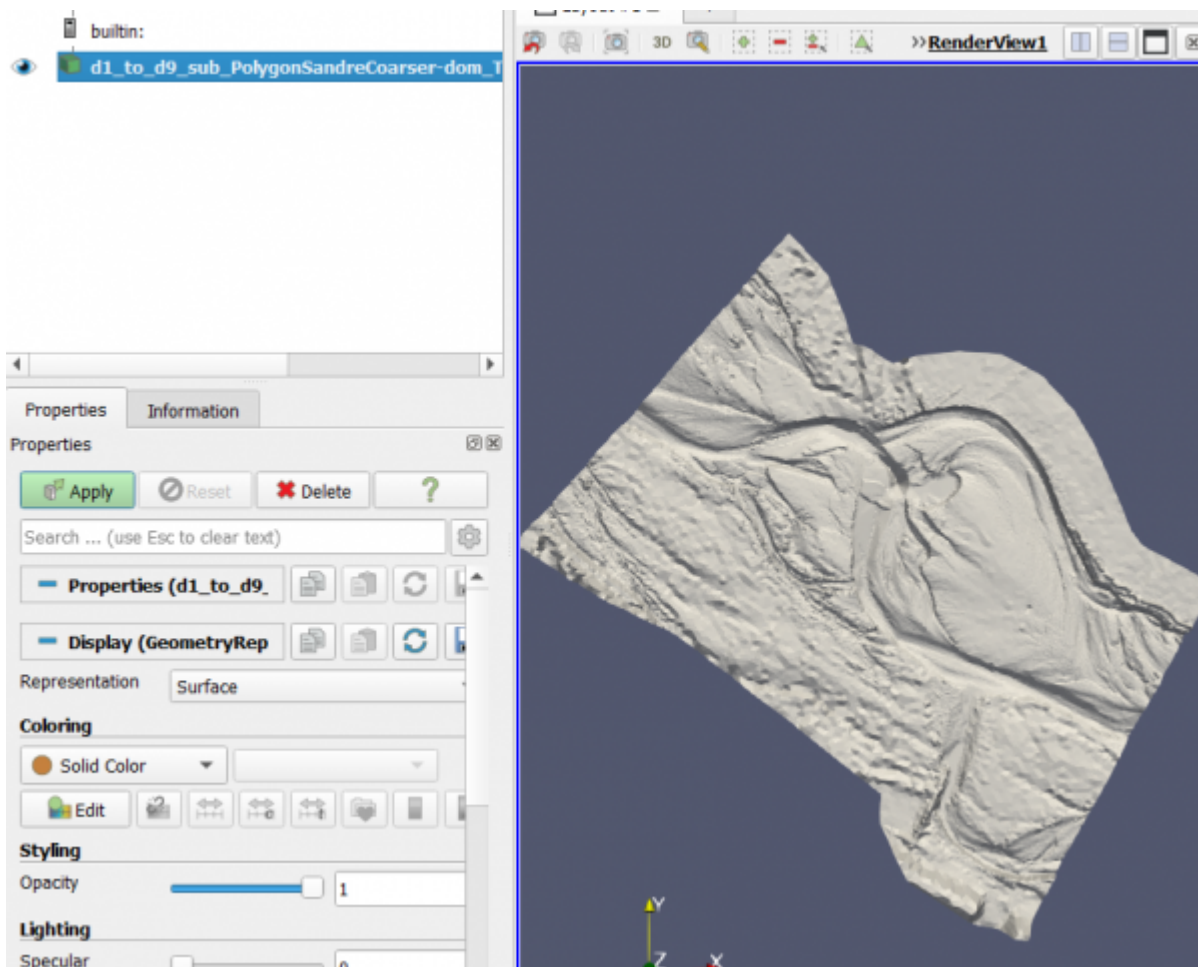 builtin:
d1_to_d9_sub_PolygonSandreCoarser-dom_T
3D
>>RenderView1
Properties
Information
Properties
Apply
Reset
Delete
?
Search ... (use Esc to clear text)
Properties (d1_to_d9_
Display (GeometryRep
Representation
Surface
Coloring
Solid Color
Edit
Styling
Opacity
1
Lighting
Specular
Y
Z
X